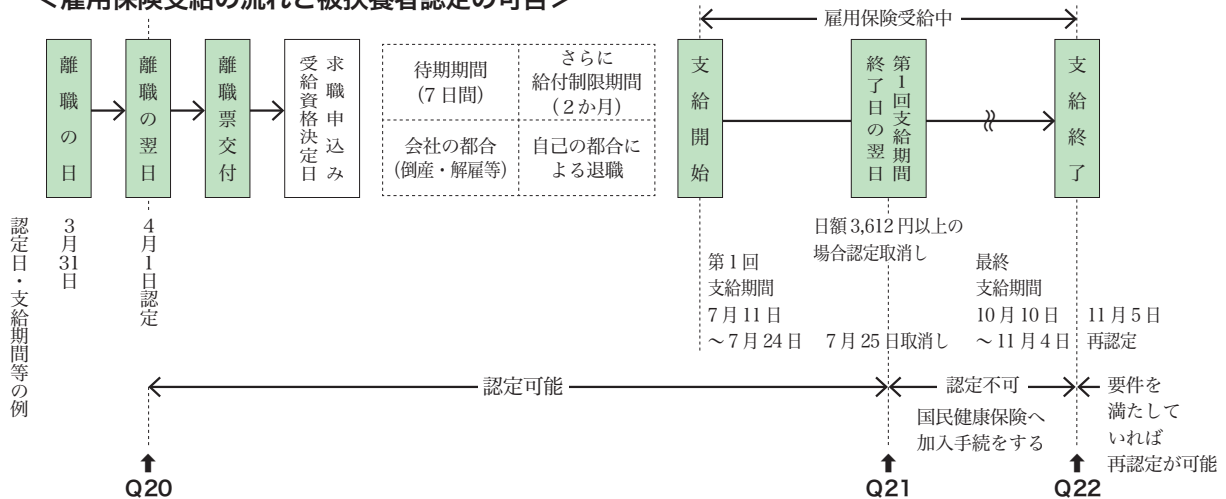 ＜雇用保険受給の流れと被扶養者認定の可否＞
雇用保険受給中
離職の日
離職の翌日
離職票交付
求職申込み
受給資格決定日
待期期間
(7日間)
さらに
給付制限期間
(２か月)
会社の都合
(倒産・解雇等)
自己の都合に
よる退職
支給開始
第１回支給期間
終了日の翌日
支給終了
認定日・支給期間等の例
３月31日
４月１日認定
日額3,612円以上の
場合認定取消し
第１回
支給期間
７月11日
～７月24日
７月25日取消し
最終
支給期間
10月10日
～11月４日
11月５日
再認定
認定可能
認定不可
国民健康保険へ
加入手続をする
要件を
満たして
いれば
再認定が可能
Q20
Q21
Q22